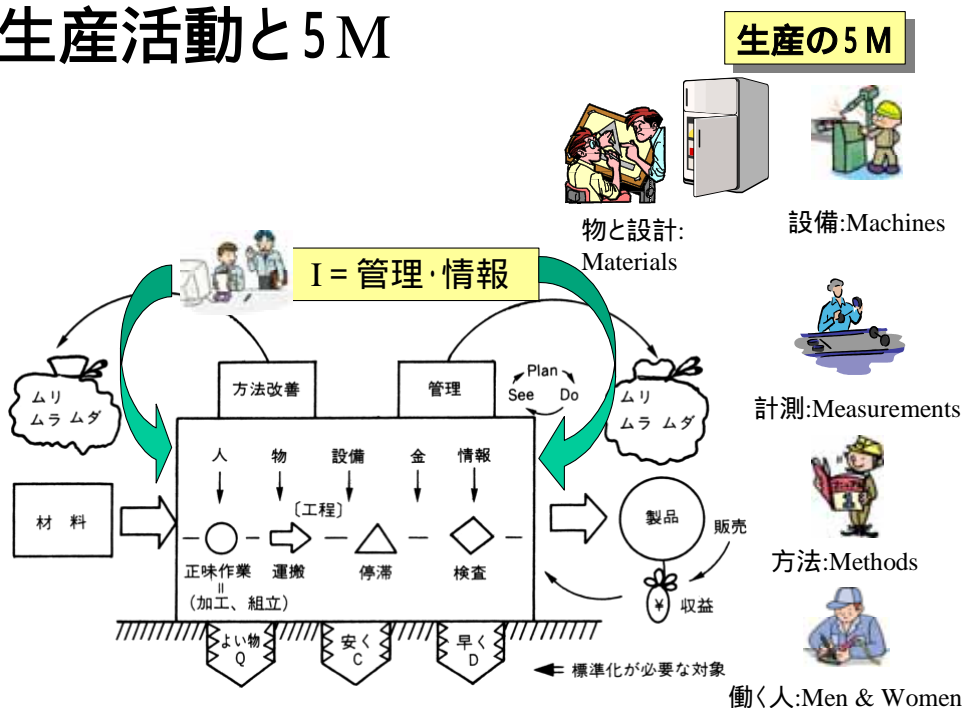 生産活動と5M
生産の5M
物と設計:
Materials
設備:Machines
I = 管理・情報
計測:Measurements
方法:Methods
働く人:Men & Women
方法改善
管理
Plan
See Do
ムリ
ムラ ムダ
ムリ
ムラ ムダ
人 物 設備 金 情報
〔工程〕
材 料
正味作業 運搬 停滞 検査
=
(加工、組立)
製品
販売
¥ 収益
よい物
Q
安く
C
早く
D
標準化が必要な対象
1